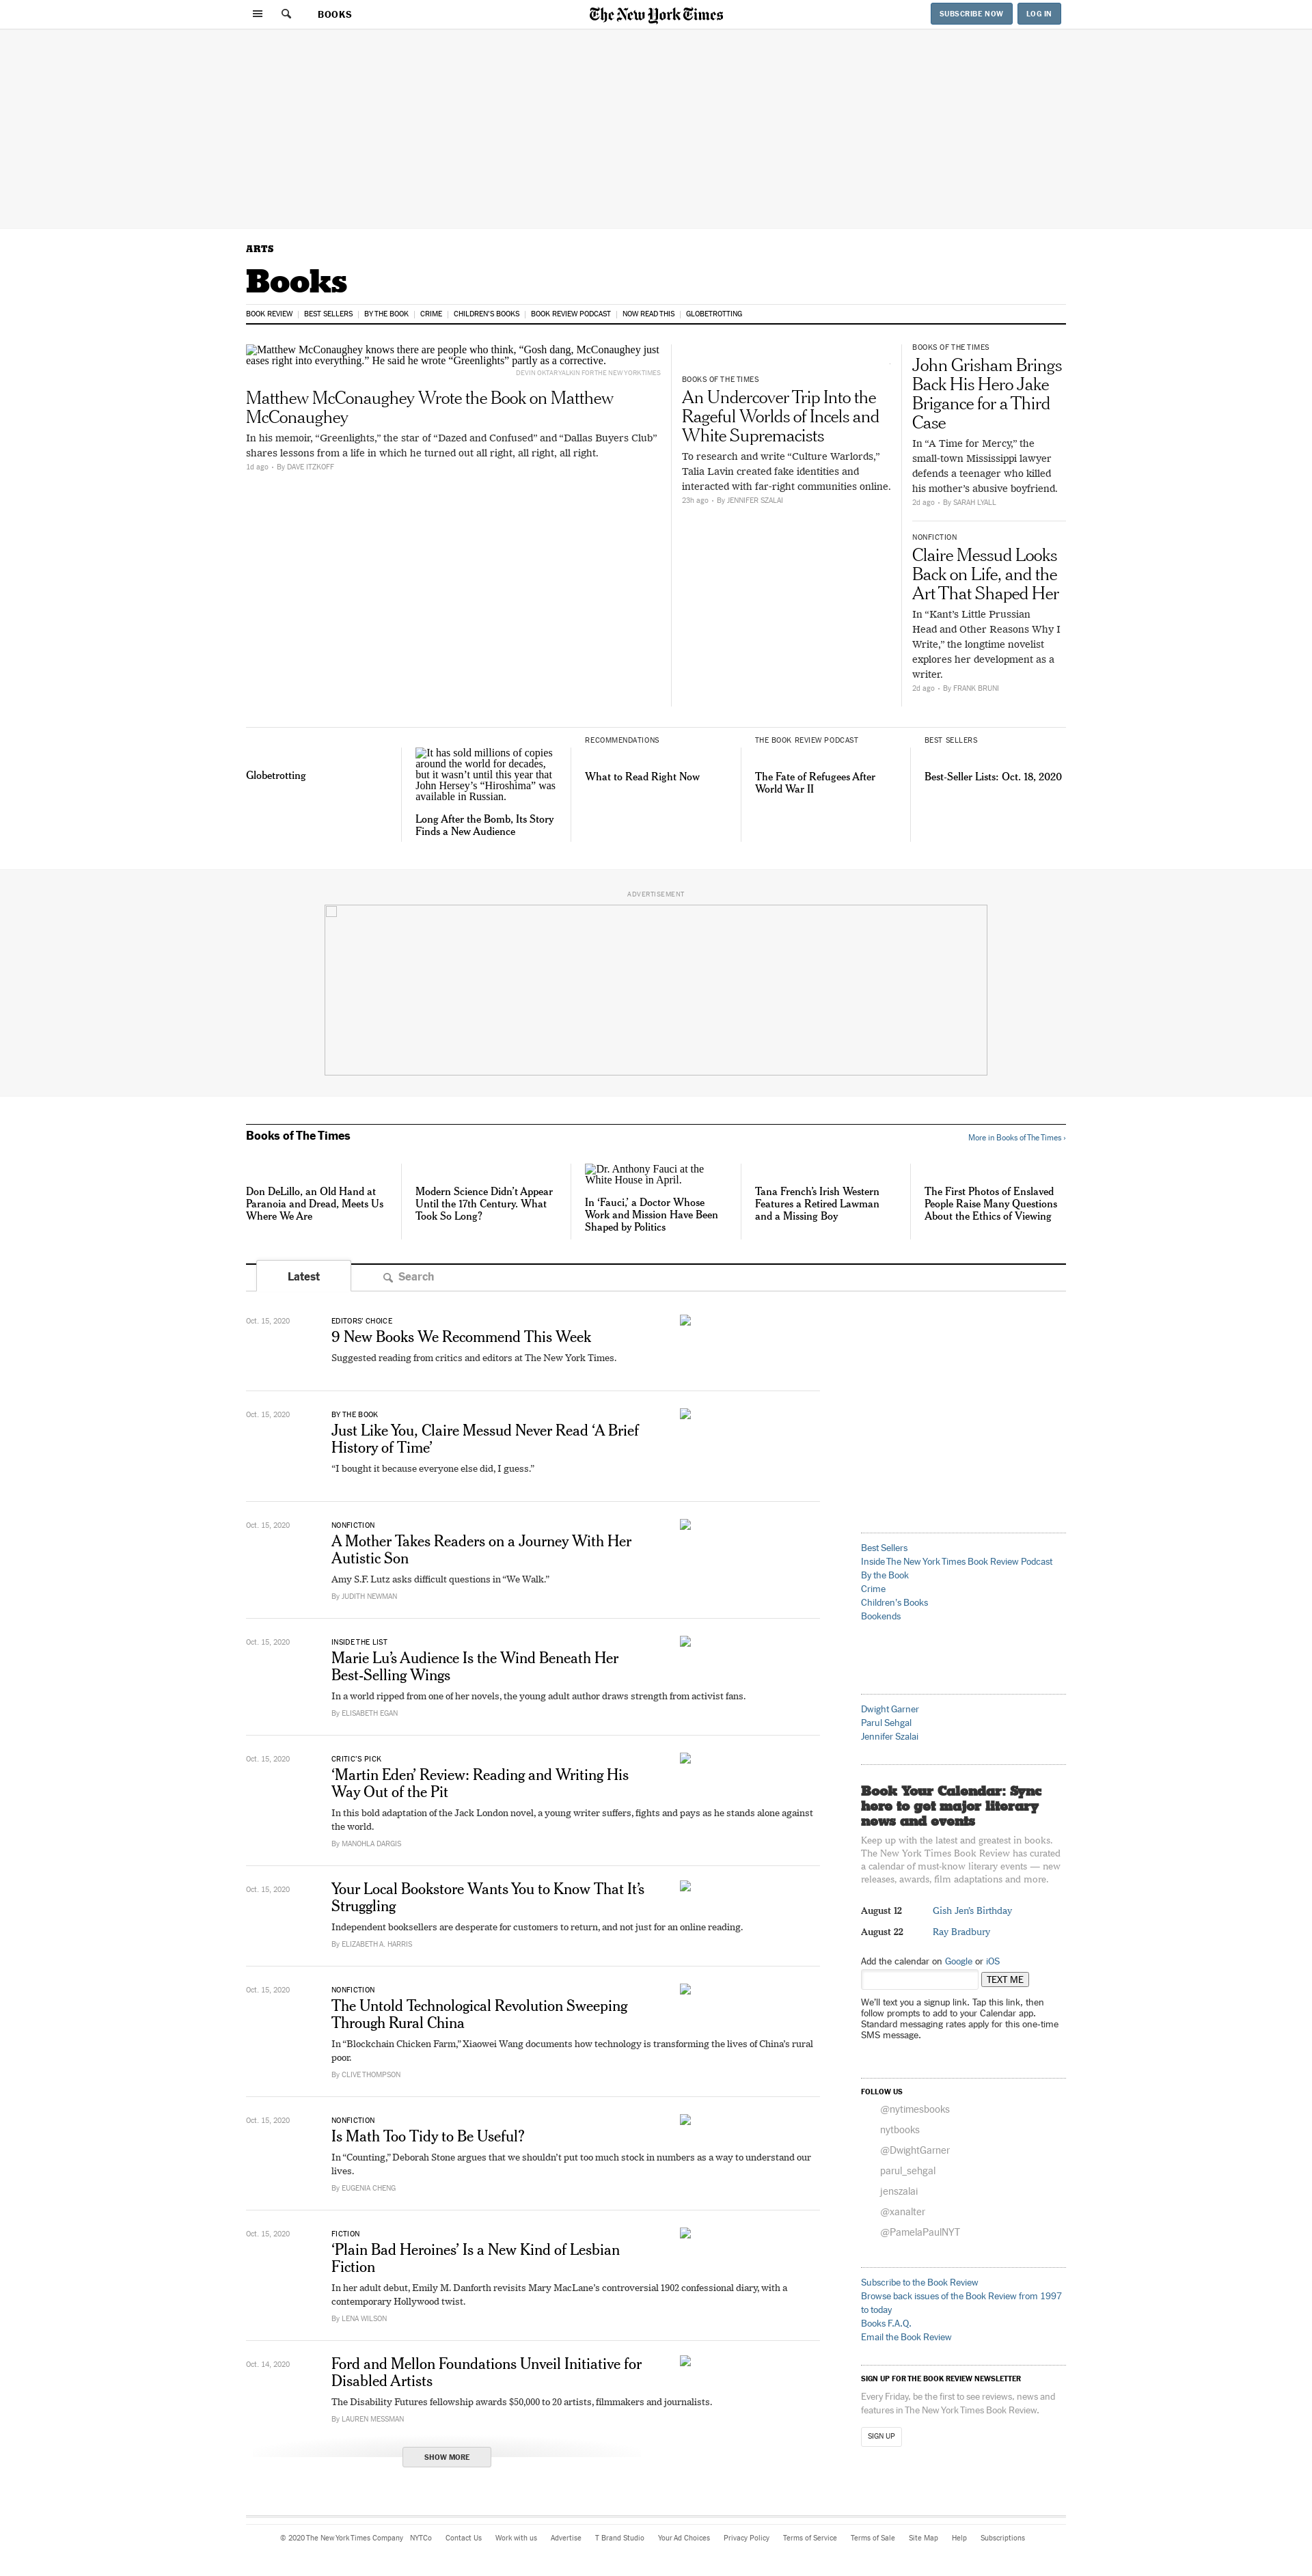 BOOKS
The New York Times
SUBSCRIBE NOW
LOG IN
ARTS
Books
BOOK REVIEW
BEST SELLERS
BY THE BOOK
CRIME
CHILDREN'S BOOKS
BOOK REVIEW PODCAST
NOW READ THIS
GLOBETROTTING
Matthew McConaughey knows there are people who think, “Gosh dang, McConaughey just
eases right into everything.” He said he wrote “Greenlights” partly as a corrective.
DEVIN OKTAR YALKIN FOR THE NEW YORK TIMES
Matthew McConaughey Wrote the Book on Matthew
McConaughey
In his memoir, “Greenlights,” the star of “Dazed and Confused” and “Dallas Buyers Club”
shares lessons from a life in which he turned out all right, all right, all right.
1d ago • By DAVE ITZKOFF
BOOKS OF THE TIMES
An Undercover Trip Into the
Rageful Worlds of Incels and
White Supremacists
To research and write “Culture Warlords,”
Talia Lavin created fake identities and
interacted with far-right communities online.
23h ago • By JENNIFER SZALAI
BOOKS OF THE TIMES
John Grisham Brings
Back His Hero Jake
Brigance for a Third
Case
In “A Time for Mercy,” the
small-town Mississippi lawyer
defends a teenager who killed
his mother’s abusive boyfriend.
2d ago • By SARAH LYALL
NONFICTION
Claire Messud Looks
Back on Life, and the
Art That Shaped Her
In “Kant’s Little Prussian
Head and Other Reasons Why I
Write,” the longtime novelist
explores her development as a
writer.
2d ago • By FRANK BRUNI
Globetrotting
It has sold millions of copies
around the world for decades,
but it wasn’t until this year that
John Hersey’s “Hiroshima” was
available in Russian.
Long After the Bomb, Its Story
Finds a New Audience
RECOMMENDATIONS
What to Read Right Now
THE BOOK REVIEW PODCAST
The Fate of Refugees After
World War II
BEST SELLERS
Best-Seller Lists: Oct. 18, 2020
ADVERTISEMENT
Books of The Times
More in Books of The Times ›
Don DeLillo, an Old Hand at
Paranoia and Dread, Meets Us
Where We Are
Modern Science Didn’t Appear
Until the 17th Century. What
Took So Long?
Dr. Anthony Fauci at the
White House in April.
In ‘Fauci,’ a Doctor Whose
Work and Mission Have Been
Shaped by Politics
Tana French’s Irish Western
Features a Retired Lawman
and a Missing Boy
The First Photos of Enslaved
People Raise Many Questions
About the Ethics of Viewing
Latest
Search
Oct. 15, 2020
EDITORS’ CHOICE
9 New Books We Recommend This Week
Suggested reading from critics and editors at The New York Times.
Oct. 15, 2020
BY THE BOOK
Just Like You, Claire Messud Never Read ‘A Brief
History of Time’
“I bought it because everyone else did, I guess.”
Oct. 15, 2020
NONFICTION
A Mother Takes Readers on a Journey With Her
Autistic Son
Amy S.F. Lutz asks difficult questions in “We Walk.”
By JUDITH NEWMAN
Oct. 15, 2020
INSIDE THE LIST
Marie Lu’s Audience Is the Wind Beneath Her
Best-Selling Wings
In a world ripped from one of her novels, the young adult author draws strength from activist fans.
By ELISABETH EGAN
Oct. 15, 2020
CRITIC’S PICK
‘Martin Eden’ Review: Reading and Writing His
Way Out of the Pit
In this bold adaptation of the Jack London novel, a young writer suffers, fights and pays as he stands alone against
the world.
By MANOHLA DARGIS
Oct. 15, 2020
Your Local Bookstore Wants You to Know That It’s
Struggling
Independent booksellers are desperate for customers to return, and not just for an online reading.
By ELIZABETH A. HARRIS
Oct. 15, 2020
NONFICTION
The Untold Technological Revolution Sweeping
Through Rural China
In “Blockchain Chicken Farm,” Xiaowei Wang documents how technology is transforming the lives of China’s rural
poor.
By CLIVE THOMPSON
Oct. 15, 2020
NONFICTION
Is Math Too Tidy to Be Useful?
In “Counting,” Deborah Stone argues that we shouldn’t put too much stock in numbers as a way to understand our
lives.
By EUGENIA CHENG
Oct. 15, 2020
FICTION
‘Plain Bad Heroines’ Is a New Kind of Lesbian
Fiction
In her adult debut, Emily M. Danforth revisits Mary MacLane’s controversial 1902 confessional diary, with a
contemporary Hollywood twist.
By LENA WILSON
Oct. 14, 2020
Ford and Mellon Foundations Unveil Initiative for
Disabled Artists
The Disability Futures fellowship awards $50,000 to 20 artists, filmmakers and journalists.
By LAUREN MESSMAN
SHOW MORE
Best Sellers
Inside The New York Times Book Review Podcast
By the Book
Crime
Children’s Books
Bookends
Dwight Garner
Parul Sehgal
Jennifer Szalai
Book Your Calendar: Sync
here to get major literary
news and events
Keep up with the latest and greatest in books.
The New York Times Book Review has curated
a calendar of must-know literary events — new
releases, awards, film adaptations and more.
August 12 Gish Jen's Birthday
August 22 Ray Bradbury
Add the calendar on Google or iOS
TEXT ME
We’ll text you a signup link. Tap this link, then
follow prompts to add to your Calendar app.
Standard messaging rates apply for this one-time
SMS message.
FOLLOW US
@nytimesbooks
nytbooks
@DwightGarner
parul_sehgal
jenszalai
@xanalter
@PamelaPaulNYT
Subscribe to the Book Review
Browse back issues of the Book Review from 1997
to today
Books F.A.Q.
Email the Book Review
SIGN UP FOR THE BOOK REVIEW NEWSLETTER
Every Friday, be the first to see reviews, news and
features in The New York Times Book Review.
SIGN UP
© 2020 The New York Times Company
NYTCo
Contact Us
Work with us
Advertise
T Brand Studio
Your Ad Choices
Privacy Policy
Terms of Service
Terms of Sale
Site Map
Help
Subscriptions